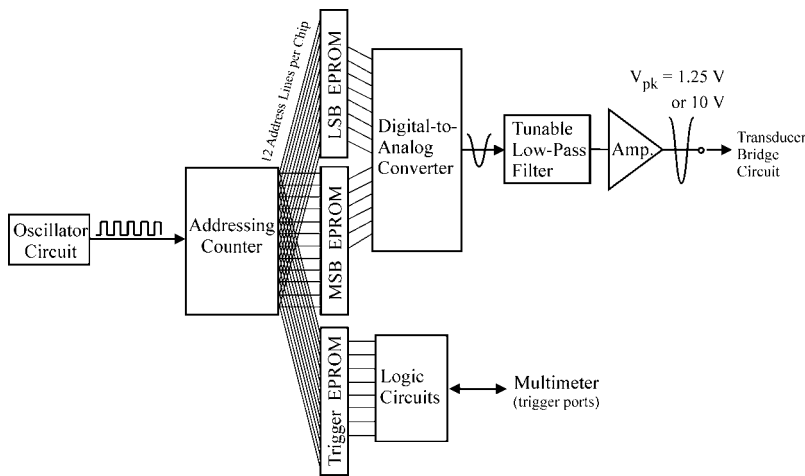 Oscillator
Circuit
Addressing
Counter
12 Address Lines per Chip
LSB EPROM
MSB EPROM
Trigger EPROM
Digital-to-
Analog
Converter
Logic
Circuits
Multimeter
(trigger ports)
Tunable
Low-Pass
Filter
Amp.
Vpk = 1.25 V
or 10 V
Transducer
Bridge
Circuit